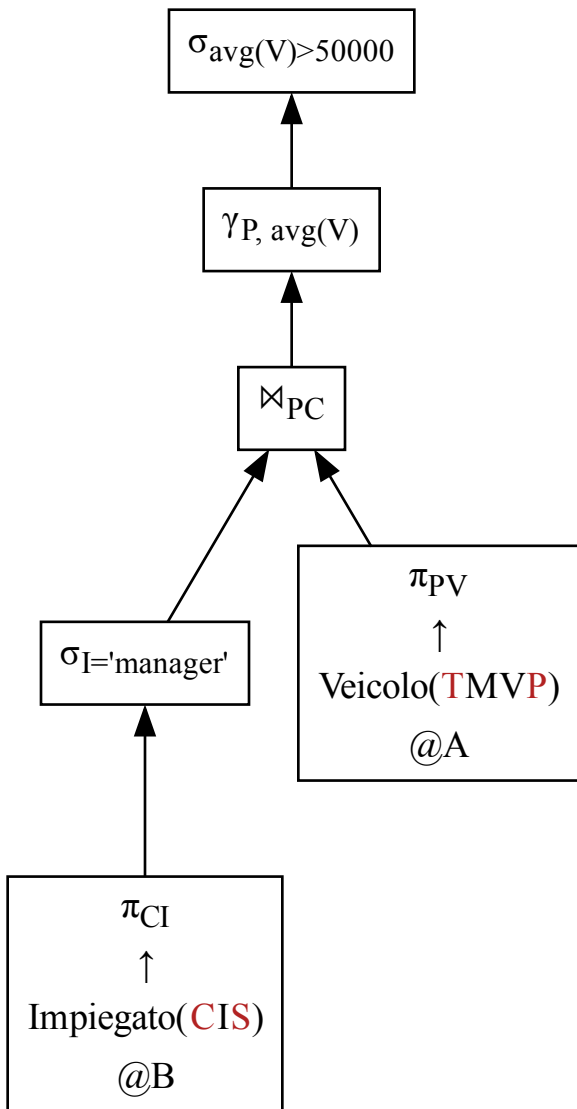 σavg(V)>50000
γP, avg(V)
⋈PC
πPV
↑
Veicolo(TMVP)
@A
σI='manager'
πCI
↑
Impiegato(CIS)
@B